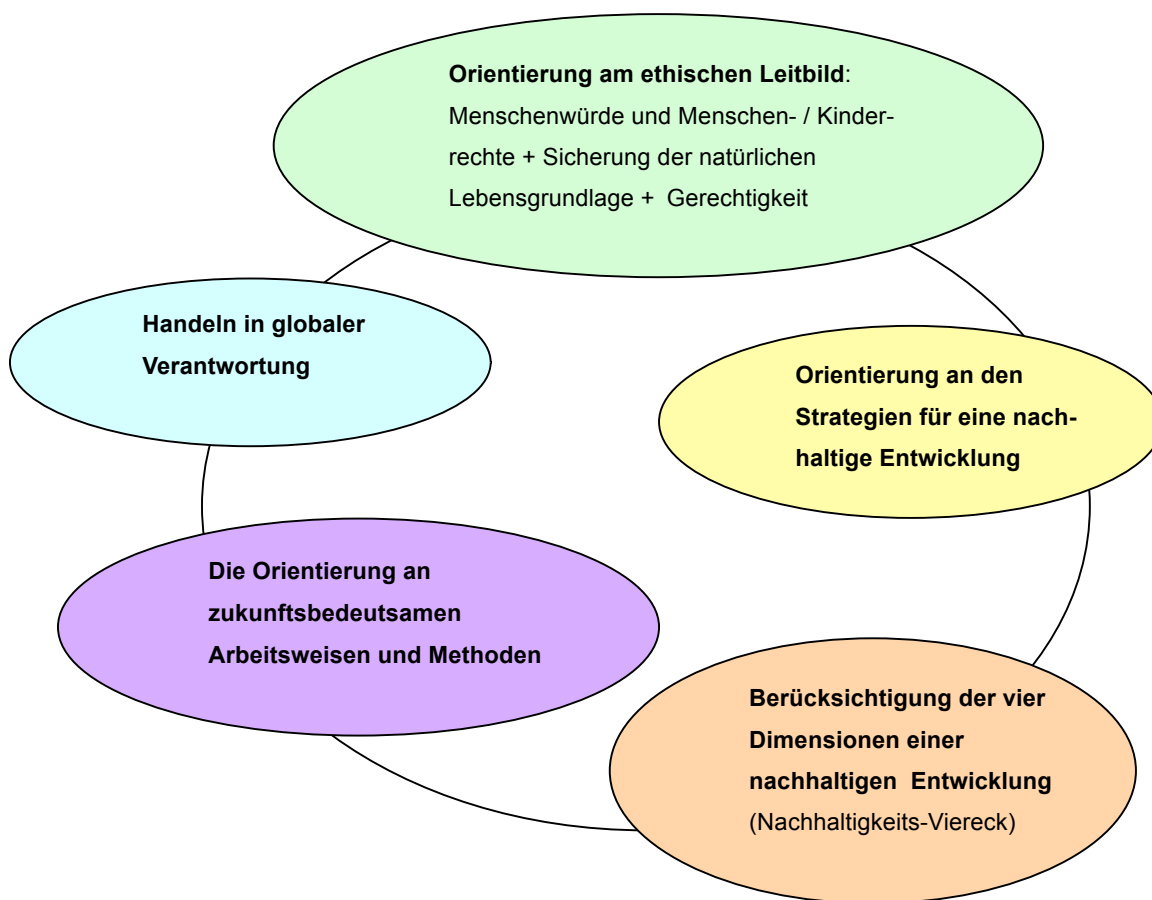 Orientierung am ethischen Leitbild:
Menschenwürde und Menschen- / Kinder-
rechte + Sicherung der natürlichen
Lebensgrundlage + Gerechtigkeit
Handeln in globaler
Verantwortung
Orientierung an den
Strategien für eine nach-
haltige Entwicklung
Die Orientierung an
zukunftsbedeutsamen
Arbeitsweisen und Methoden
Berücksichtigung der vier
Dimensionen einer
nachhaltigen Entwicklung
(Nachhaltigkeits-Viereck)